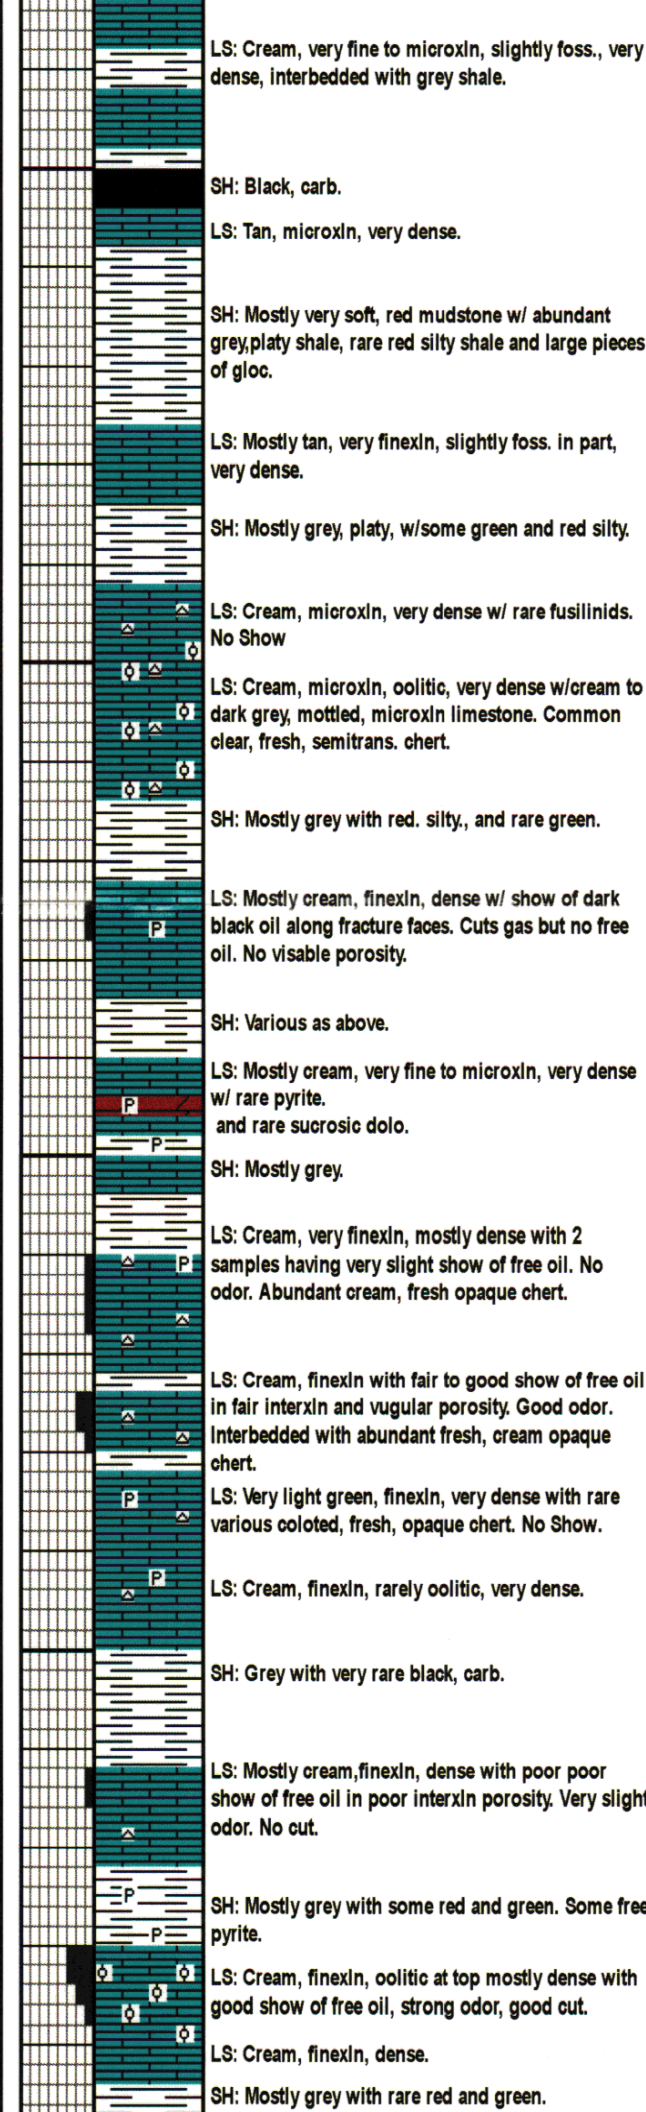 LS: Cream, very fine to microxln, slightly foss., very
dense, interbedded with grey shale.
SH: Black, carb.
LS: Tan, microxln, very dense.
SH: Mostly very soft, red mudstone w/ abundant
grey,platy shale, rare red silty shale and large pieces
of gloc.
LS: Mostly tan, very finexln, slightly foss. in part,
very dense.
SH: Mostly grey, platy, w/some green and red silty.
LS: Cream, microxln, very dense w/ rare fusilinids.
No Show
LS: Cream, microxln, oolitic, very dense w/cream to
dark grey, mottled, microxln limestone. Common
clear, fresh, semitrans. chert.
SH: Mostly grey with red. silty., and rare green.
LS: Mostly cream, finexln, dense w/ show of dark
black oil along fracture faces. Cuts gas but no free
oil. No visable porosity.
P
SH: Various as above.
LS: Mostly cream, very fine to microxln, very dense
w/ rare pyrite.
P
and rare sucrosic dolo.
P
SH: Mostly grey.
LS: Cream, very finexln, mostly dense with 2
samples having very slight show of free oil. No
P
odor. Abundant cream, fresh opaque chert.
LS: Cream, finexln with fair to good show of free oil
in fair interxln and vugular porosity. Good odor.
Interbedded with abundant fresh, cream opaque
chert.
LS: Very light green, finexln, very dense with rare
P
various coloted, fresh, opaque chert. No Show.
P
LS: Cream, finexln, rarely oolitic, very dense.
SH: Grey with very rare black, carb.
LS: Mostly cream,finexln, dense with poor poor
show of free oil in poor interxln porosity. Very slight
odor. No cut.
P
SH: Mostly grey with some red and green. Some free
pyrite.
P
LS: Cream, finexln, oolitic at top mostly dense with
good show of free oil, strong odor, good cut.
LS: Cream, finexln, dense.
SH: Mostly grey with rare red and green.